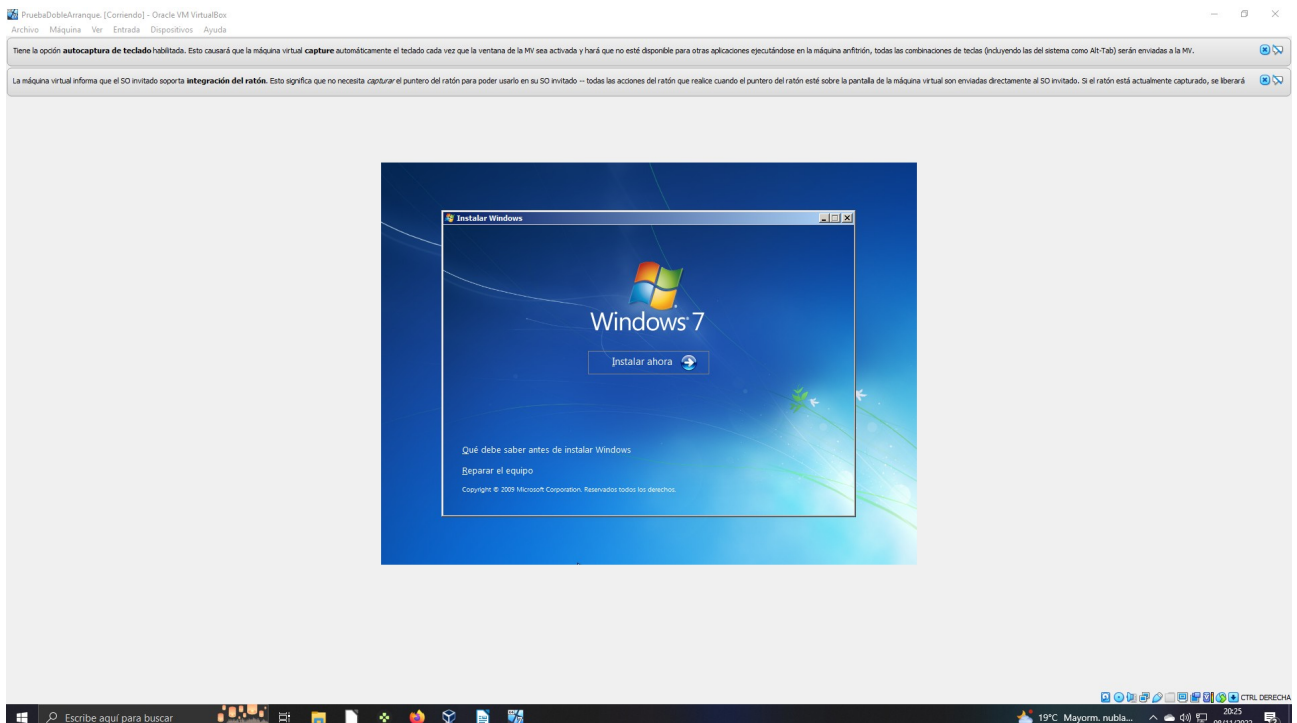 PruebaDobleArranque. [Corriendo] - Oracle VM VirtualBox
Archivo Máquina Ver Entrada Dispositivos Ayuda
Tiene la opción autocaptura de teclado habilitada. Esto causará que la máquina virtual capture automáticamente el teclado cada vez que la ventana de la MV sea activada y hará que no esté disponible para otras aplicaciones ejecutándose en la máquina anfitrión, todas las combinaciones de teclas (incluyendo las del sistema como Alt-Tab) serán enviadas a la MV.
La máquina virtual informa que el SO invitado soporta integración del ratón. Esto significa que no necesita capturar el puntero del ratón para poder usarlo en su SO invitado -- todas las acciones del ratón que realice cuando el puntero del ratón esté sobre la pantalla de la máquina virtual son enviadas directamente al SO invitado. Si el ratón está actualmente capturado, se liberará
Instalar Windows
Windows 7
Instalar ahora
Qué debe saber antes de instalar Windows
Reparar el equipo
Copyright © 2009 Microsoft Corporation. Reservados todos los derechos.
CTRL DERECHA
Escribe aquí para buscar
19°C Mayorm. nubla...
20:25